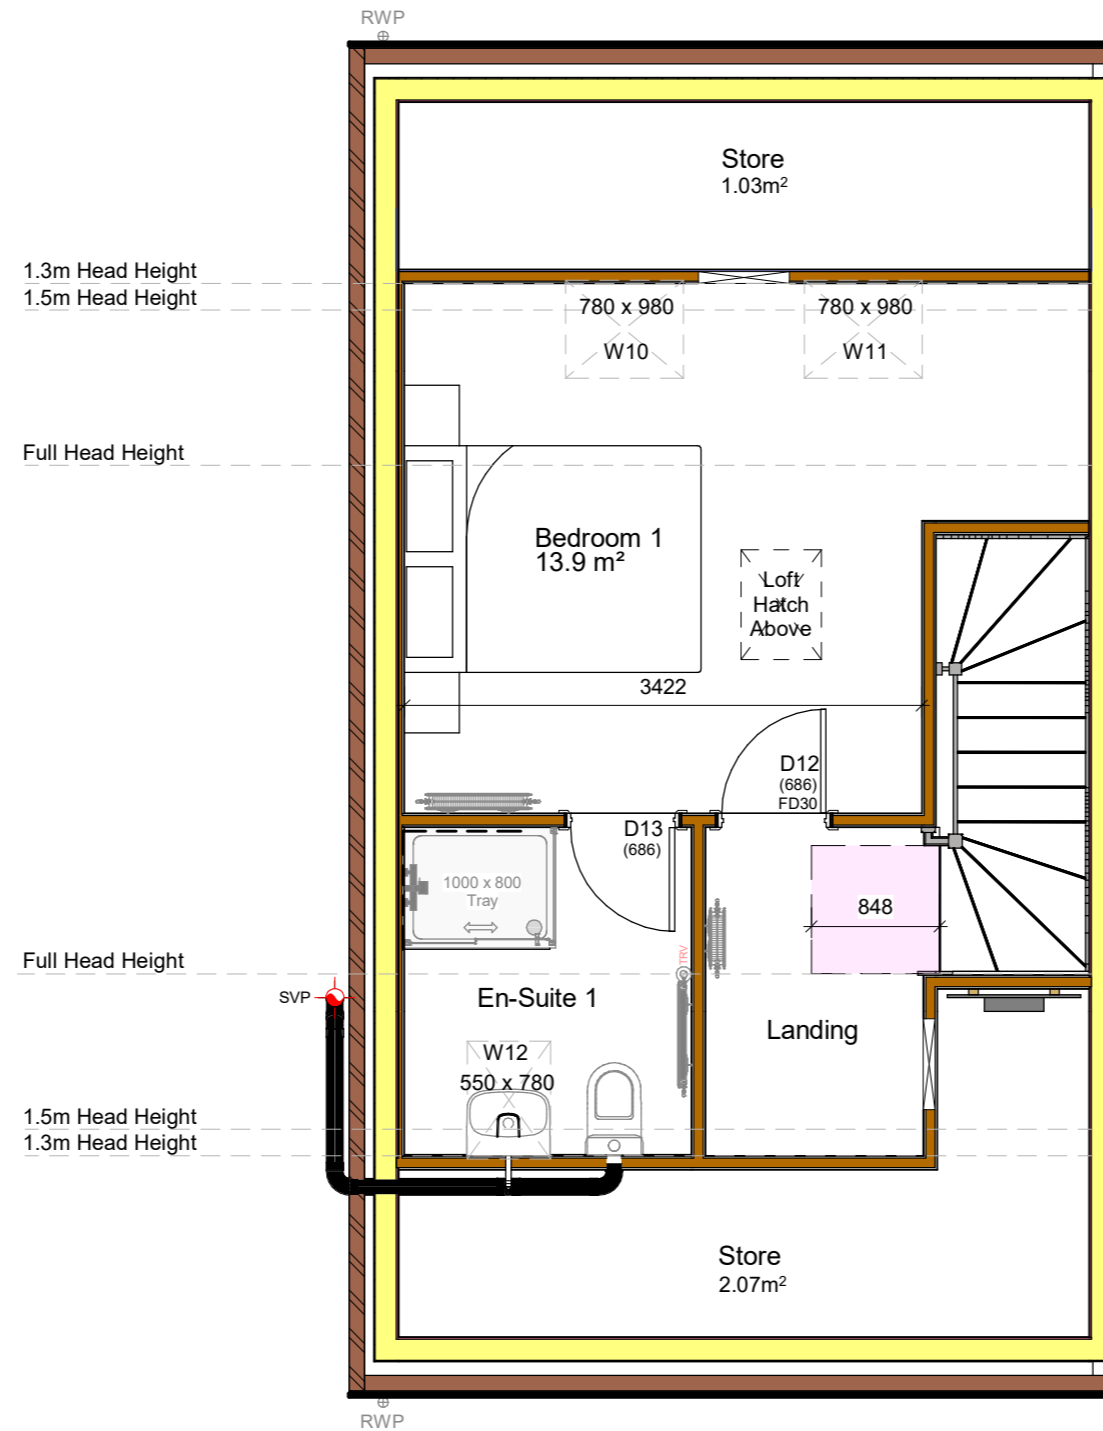 RWP
Store
1.03m²
1.3m Head Height
1.5m Head Height
780 x 980
W10
780 x 980
W11
Full Head Height
Bedroom 1
13.9 m²
Loft
Hatch
Above
3422
D12
(686)
FD30
D13
(686)
1000 x 800
Tray
848
Full Head Height
TRV
SVP
En-Suite 1
Landing
W12
550 x 780
1.5m Head Height
1.3m Head Height
Store
2.07m²
RWP